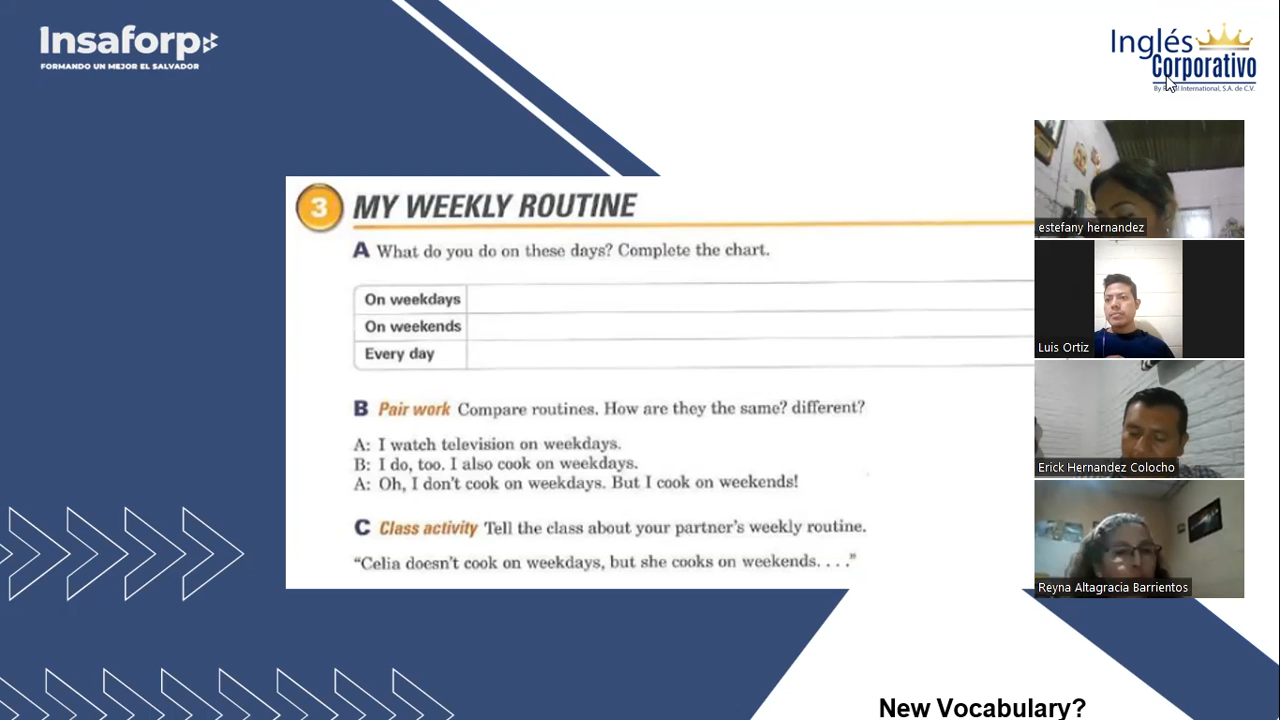 Insaforp
FORMANDO UN MEJOR EL SALVADOR
Inglés
Corporativo
By International, S.A. de C.V.
3 MY WEEKLY ROUTINE
A What do you do on these days? Complete the chart.
On weekdays
On weekends
Every day
B Pair work Compare routines. How are they the same? different?
A: I watch television on weekdays.
B: I do, too. I also cook on weekdays.
A: Oh, I don't cook on weekdays. But I cook on weekends!
C Class activity Tell the class about your partner's weekly routine.
"Celia doesn't cook on weekdays, but she cooks on weekends. . . ."
estefany hernandez
Luis Ortiz
Erick Hernandez Colocho
Reyna Altagracia Barrientos
New Vocabulary?